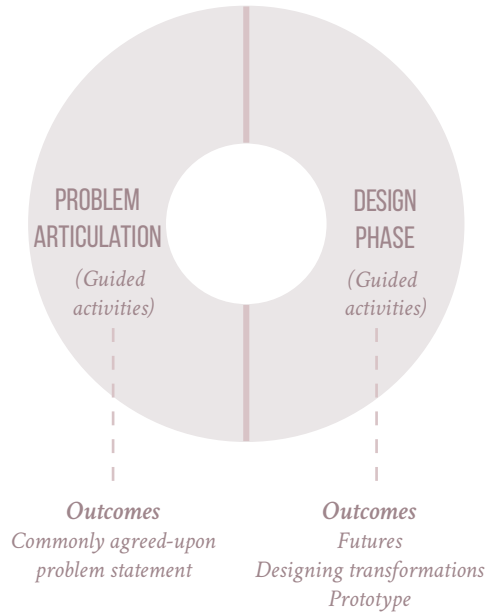 PROBLEM
ARTICULATION
(Guided
activities)
DESIGN
PHASE
(Guided
activities)
Outcomes
Commonly agreed-upon
problem statement
Outcomes
Futures
Designing transformations
Prototype